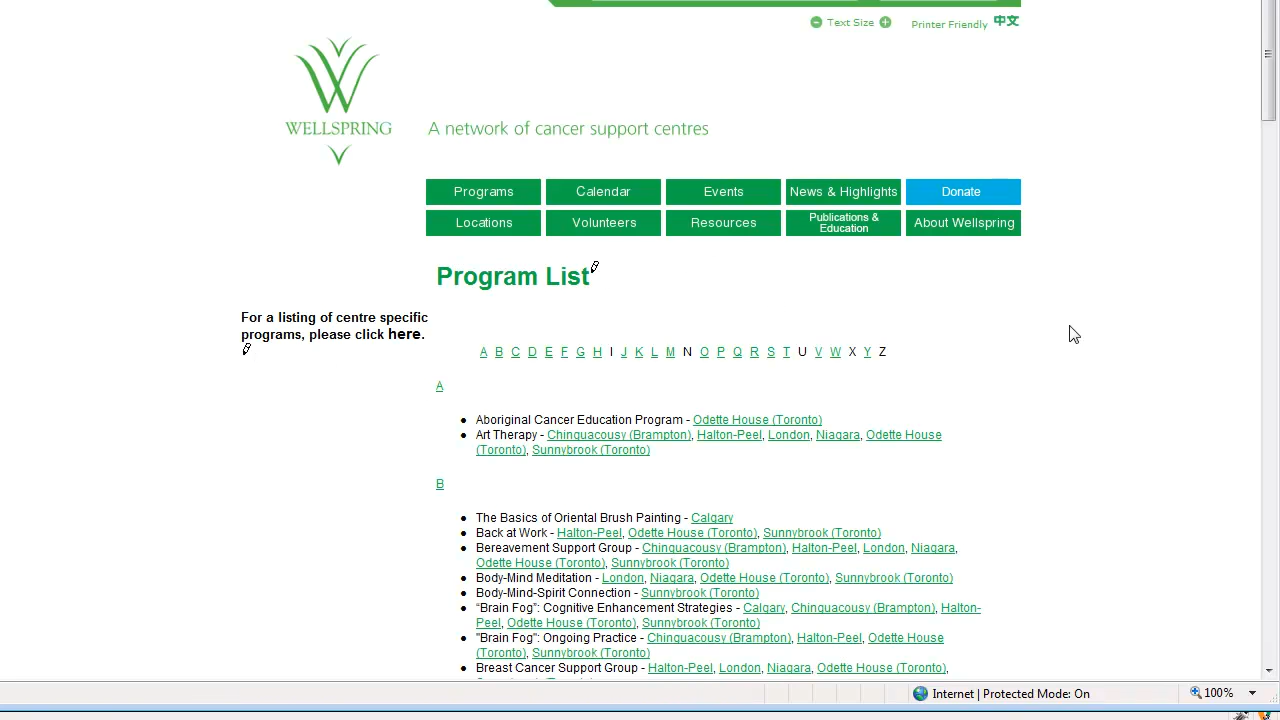 Text Size
Printer Friendly 中文
WELLSPRING
A network of cancer support centres
Programs Calendar Events News & Highlights Donate
Locations Volunteers Resources Publications & Education About Wellspring
Program List
For a listing of centre specific
programs, please click here.
A B C D E F G H I J K L M N O P Q R S T U V W X Y Z
A
Aboriginal Cancer Education Program - Odette House (Toronto)
Art Therapy - Chinguacousy (Brampton), Halton-Peel, London, Niagara, Odette House
(Toronto), Sunnybrook (Toronto)
B
The Basics of Oriental Brush Painting - Calgary
Back at Work - Halton-Peel, Odette House (Toronto), Sunnybrook (Toronto)
Bereavement Support Group - Chinguacousy (Brampton), Halton-Peel, London, Niagara,
Odette House (Toronto), Sunnybrook (Toronto)
Body-Mind Meditation - London, Niagara, Odette House (Toronto), Sunnybrook (Toronto)
Body-Mind-Spirit Connection - Sunnybrook (Toronto)
“Brain Fog”: Cognitive Enhancement Strategies - Calgary, Chinguacousy (Brampton), Halton-
Peel, Odette House (Toronto), Sunnybrook (Toronto)
"Brain Fog": Ongoing Practice - Chinguacousy (Brampton), Halton-Peel, Odette House
(Toronto), Sunnybrook (Toronto)
Breast Cancer Support Group - Halton-Peel, London, Niagara, Odette House (Toronto),
Internet | Protected Mode: On 100%